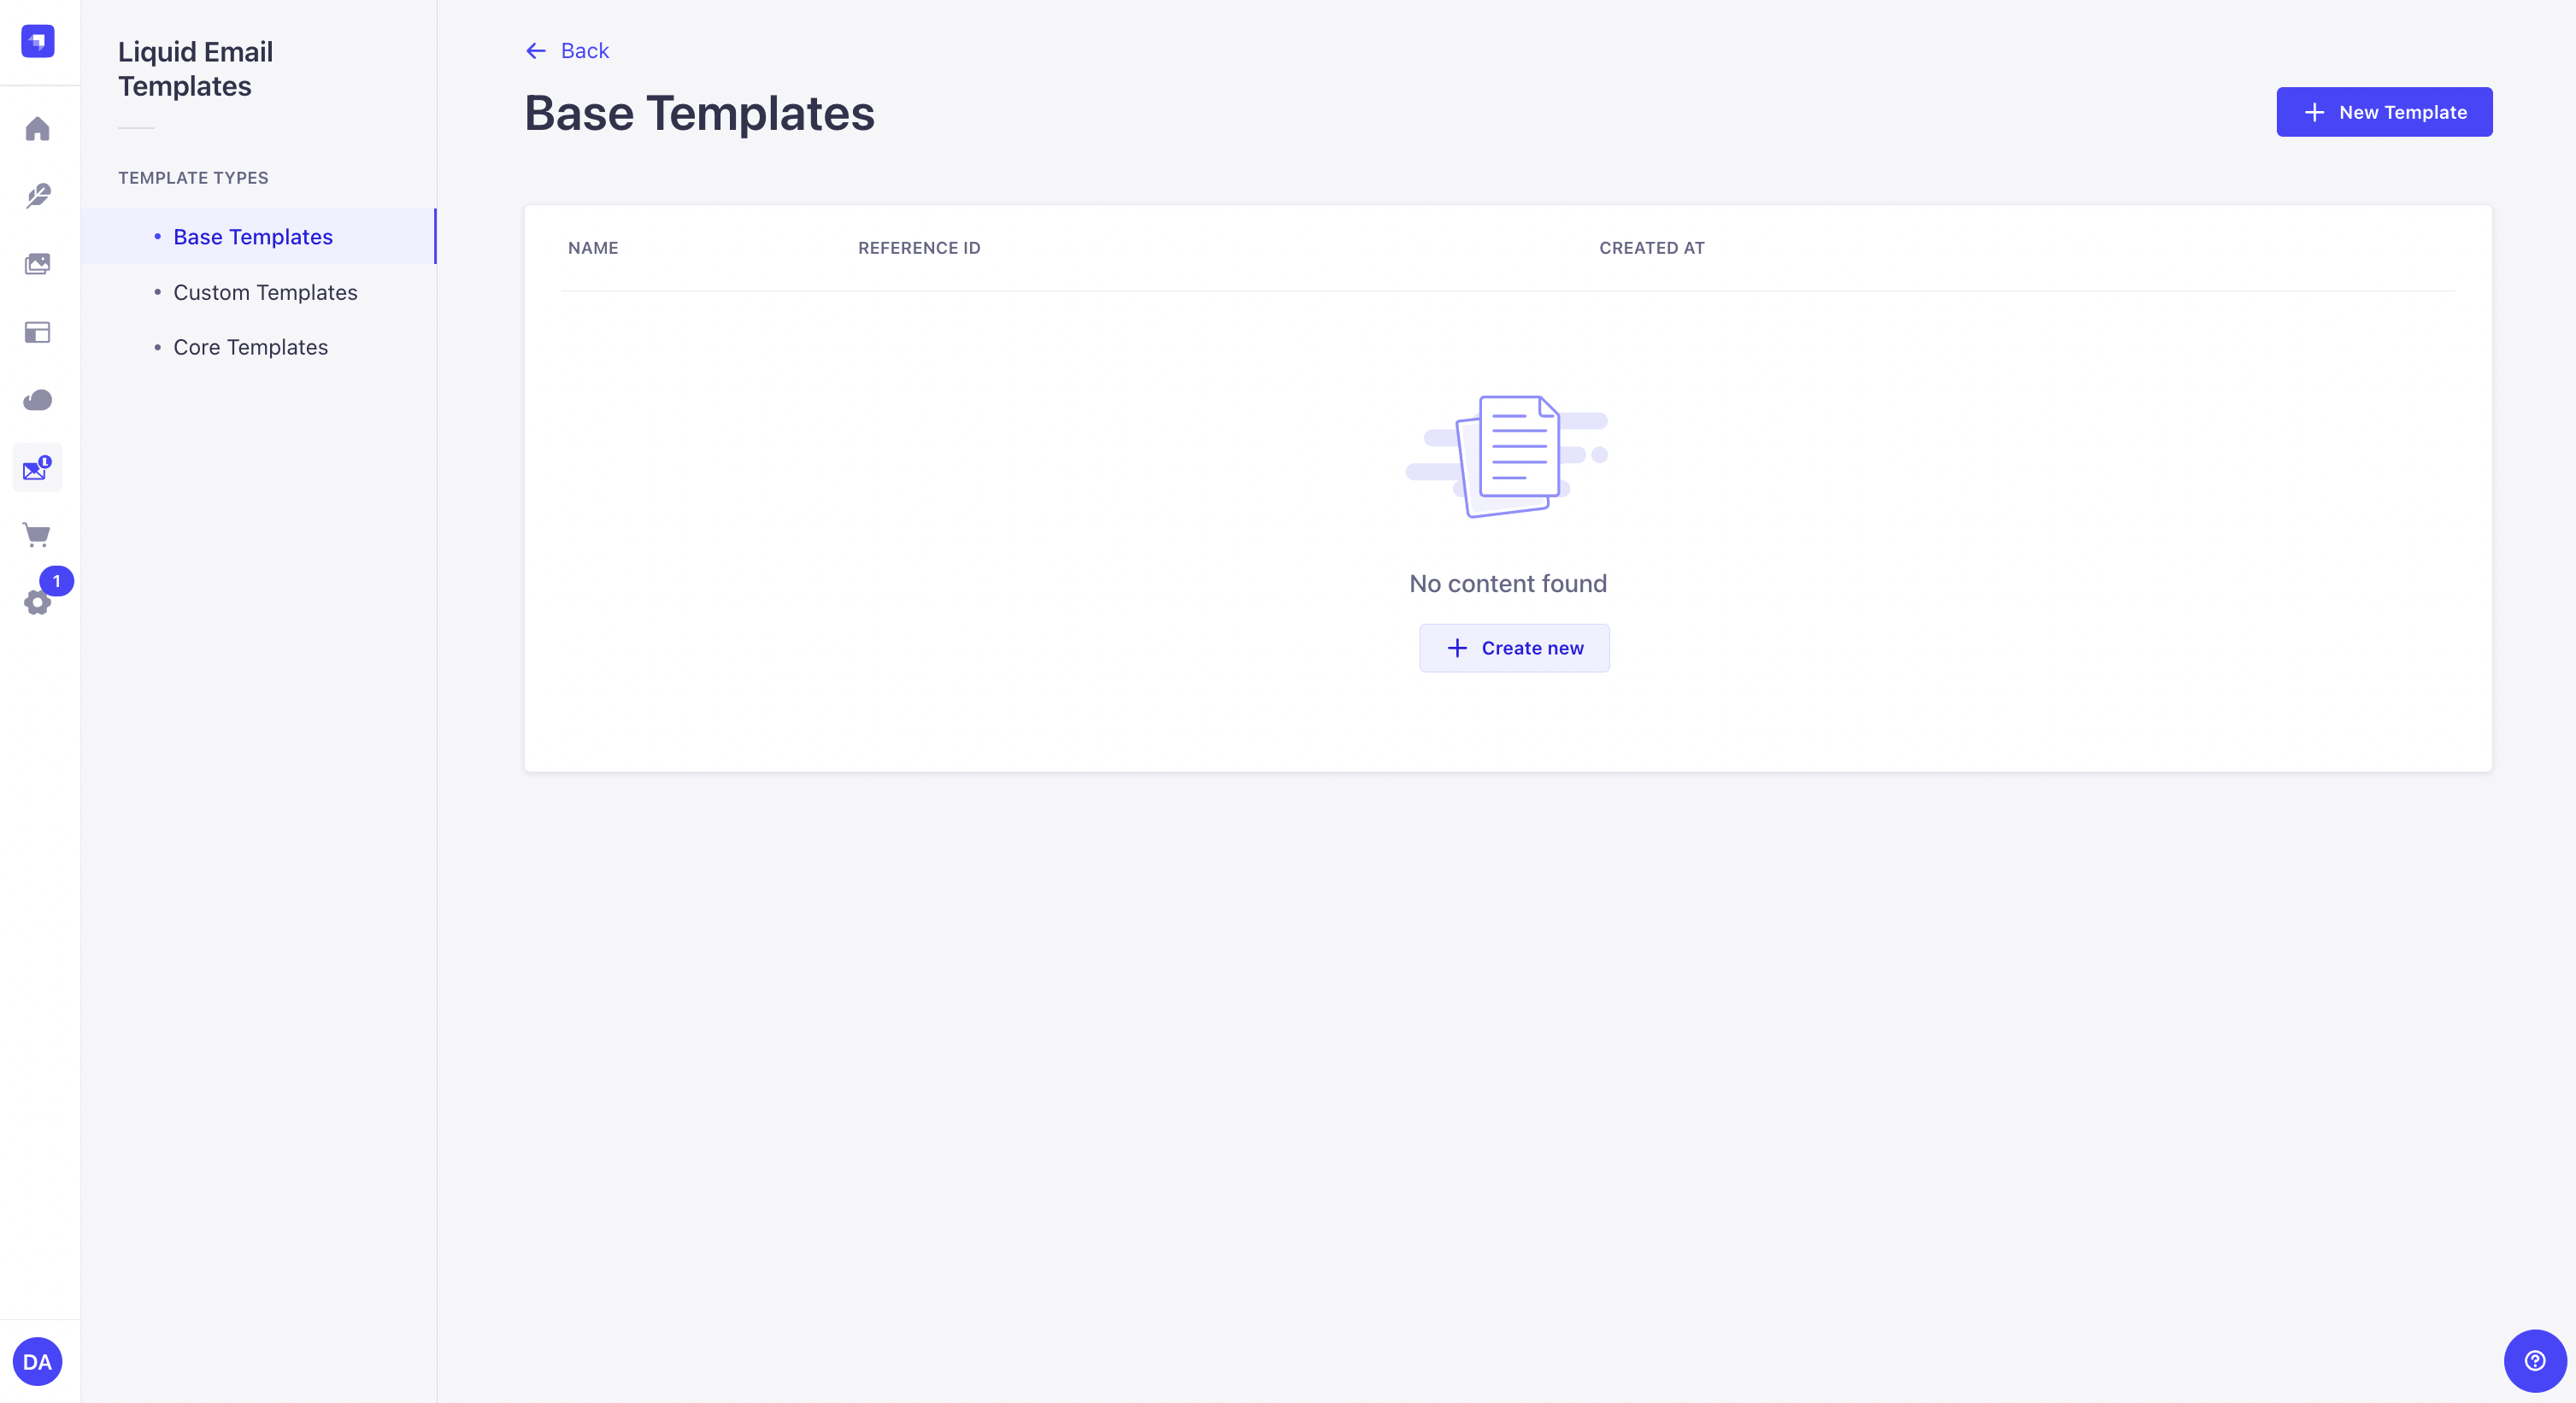 Liquid Email
Templates
TEMPLATE TYPES
Base Templates
Custom Templates
Core Templates
1
DA
Back
Base Templates
New Template
NAME
REFERENCE ID
CREATED AT
No content found
Create new